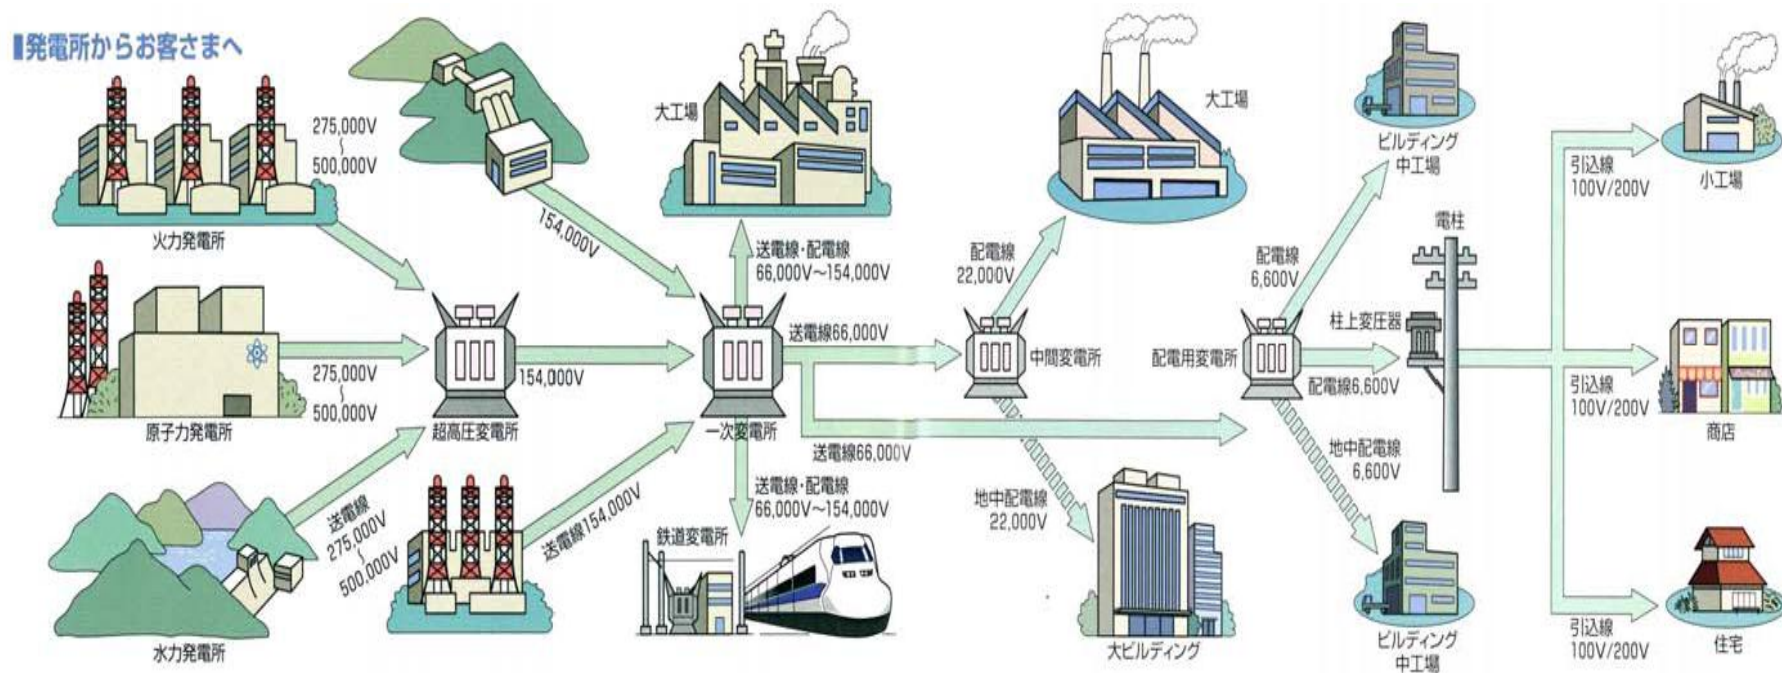 ■発電所からお客さまへ
275,000V
〜
500,000V
火力発電所
154,000V
大工場
送電線・配電線
66,000V〜154,000V
大工場
配電線
22,000V
ビルディング
中工場
配電線
6,600V
電柱
引込線
100V/200V
小工場
原子力発電所
275,000V
〜
500,000V
超高圧変電所
154,000V
一次変電所
送電線66,000V
中間変電所
配電用変電所
柱上変圧器
配電線6,600V
引込線
100V/200V
商店
送電線66,000V
水力発電所
送電線
275,000V
〜
500,000V
送電線154,000V
送電線・配電線
66,000V〜154,000V
鉄道変電所
地中配電線
22,000V
大ビルディング
地中配電線
6,600V
ビルディング
中工場
引込線
100V/200V
住宅